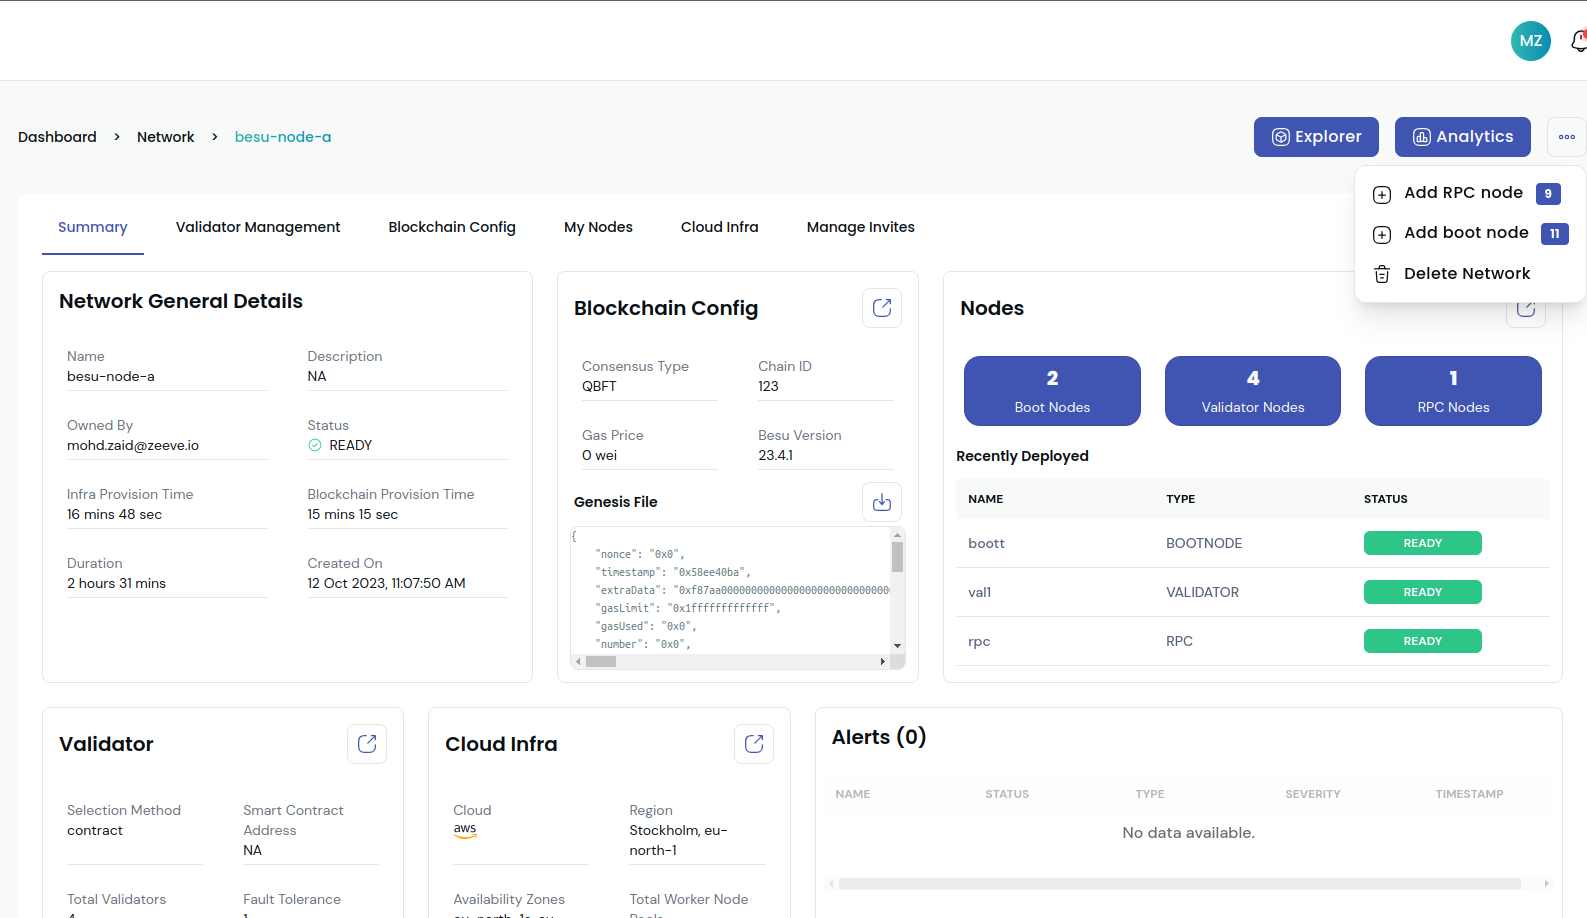 MZ
Dashboard > Network > besu-node-a
Explorer
Analytics
Add RPC node 9
Add boot node 11
Delete Network
Summary Validator Management Blockchain Config My Nodes Cloud Infra Manage Invites
Network General Details
Name
besu-node-a
Description
NA
Owned By
mohd.zaid@zeeve.io
Status
READY
Infra Provision Time
16 mins 48 sec
Blockchain Provision Time
15 mins 15 sec
Duration
2 hours 31 mins
Created On
12 Oct 2023, 11:07:50 AM
Blockchain Config
Consensus Type
QBFT
Chain ID
123
Gas Price
0 wei
Besu Version
23.4.1
Genesis File
{
"nonce": "0x0",
"timestamp": "0x58ee40ba",
"extraData": "0xf87aa0000000000000000000000000000
"gasLimit": "0x1fffffffffffff",
"gasUsed": "0x0",
"number": "0x0",
Nodes
2
Boot Nodes
4
Validator Nodes
1
RPC Nodes
Recently Deployed
NAME TYPE STATUS
boott BOOTNODE READY
val1 VALIDATOR READY
rpc RPC READY
Validator
Selection Method
contract
Smart Contract
Address
NA
Total Validators
4
Fault Tolerance
1
Cloud Infra
Cloud
aws
Region
Stockholm, eu-
north-1
Availability Zones
Total Worker Node
Pools
Alerts (0)
NAME STATUS TYPE SEVERITY TIMESTAMP
No data available.